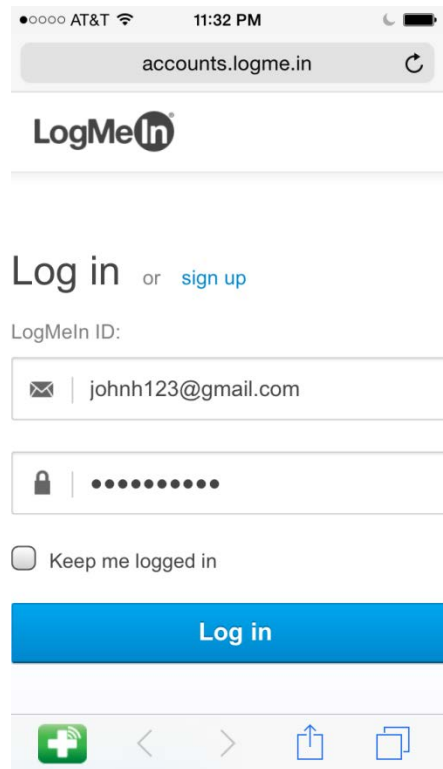 AT&T 11:32 PM
accounts.logme.in
LogMeIn
Log in or sign up
LogMeIn ID:
johnh123@gmail.com
••••••••••
Keep me logged in
Log in